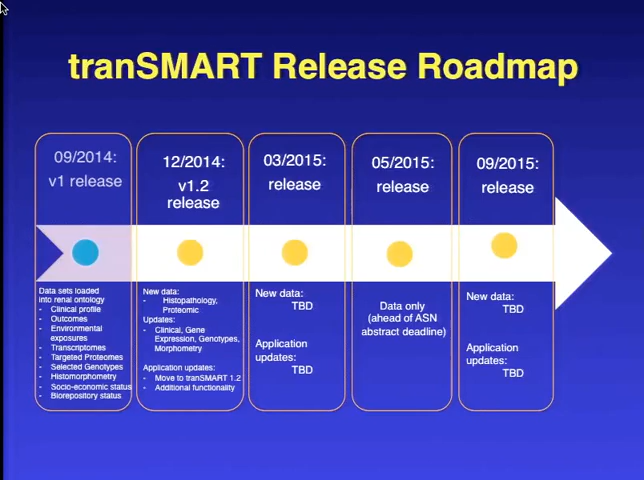 tranSMART Release Roadmap
09/2014:
v1 release
Data sets loaded
into renal ontology
- Clinical profile
- Outcomes
- Environmental
exposures
- Transcriptomes
- Targeted Proteomes
- Selected Genotypes
- Histomorphometry
- Socio-economic status
- Biorepository status
12/2014:
v1.2
release
New data:
- Histopathology,
Proteomic
Updates:
- Clinical, Gene
Expression, Genotypes,
Morphometry
Application updates:
- Move to tranSMART 1.2
- Additional functionality
03/2015:
release
New data:
TBD
Application
updates:
TBD
05/2015:
release
Data only
(ahead of ASN
abstract deadline)
09/2015:
release
New data:
TBD
Application
updates:
TBD